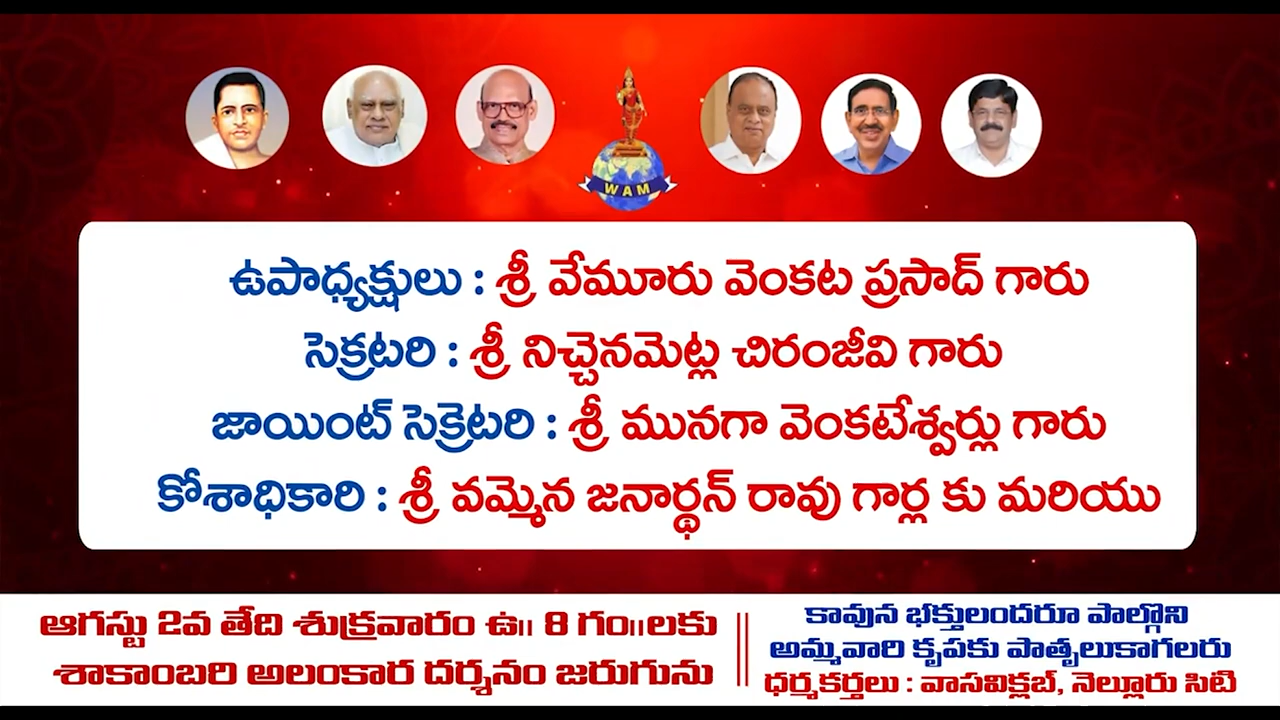 WAM
ఉపాధ్యక్షులు : శ్రీ వేమూరు వెంకట ప్రసాద్ గారు
సెక్రటరి : శ్రీ నిచ్చెనమెట్ల చిరంజీవి గారు
జాయింట్ సెక్రెటరి : శ్రీ మునగా వెంకటేశ్వర్లు గారు
కోశాధికారి : శ్రీ వమ్మెన జనార్థన్ రావు గార్ల కు మరియు
ఆగస్టు 2వ తేది శుక్రవారం ఉ॥ 8 గం॥లకు
శాకాంబరి అలంకార దర్శనం జరుగును
కావున భక్తులందరూ పాల్గొని
అమ్మవారి కృపకు పాతృలుకాగలరు
ధర్మకర్తలు : వాసవిక్లబ్, నెల్లూరు సిటి